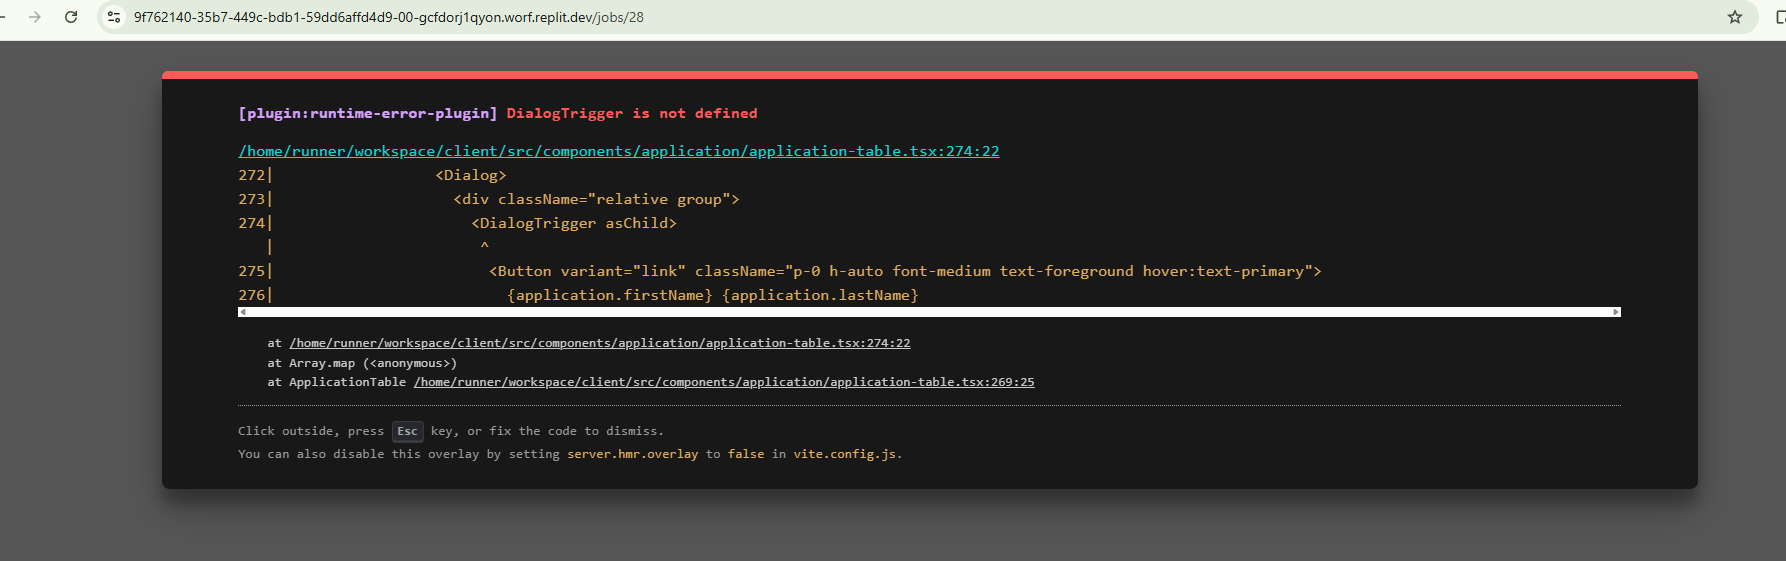 9f762140-35b7-449c-bdb1-59dd6affd4d9-00-gcfdorj1qyon.worf.replit.dev/jobs/28
[plugin:runtime-error-plugin] DialogTrigger is not defined
/home/runner/workspace/client/src/components/application/application-table.tsx:274:22
272|                  <Dialog>
273|                    <div className="relative group">
274|                      <DialogTrigger asChild>
   |                       ^
275|                        <Button variant="link" className="p-0 h-auto font-medium text-foreground hover:text-primary">
276|                          {application.firstName} {application.lastName}
at /home/runner/workspace/client/src/components/application/application-table.tsx:274:22
at Array.map (<anonymous>)
at ApplicationTable /home/runner/workspace/client/src/components/application/application-table.tsx:269:25
Click outside, press Esc key, or fix the code to dismiss.
You can also disable this overlay by setting server.hmr.overlay to false in vite.config.js.